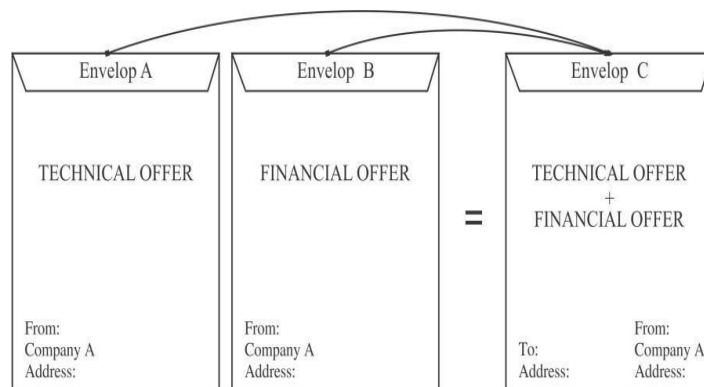 Envelop A
TECHNICAL OFFER
From:
Company A
Address:
Envelop B
FINANCIAL OFFER
From:
Company A
Address:
=
Envelop C
TECHNICAL OFFER
+
FINANCIAL OFFER
To:
Address:
From:
Company A
Address: